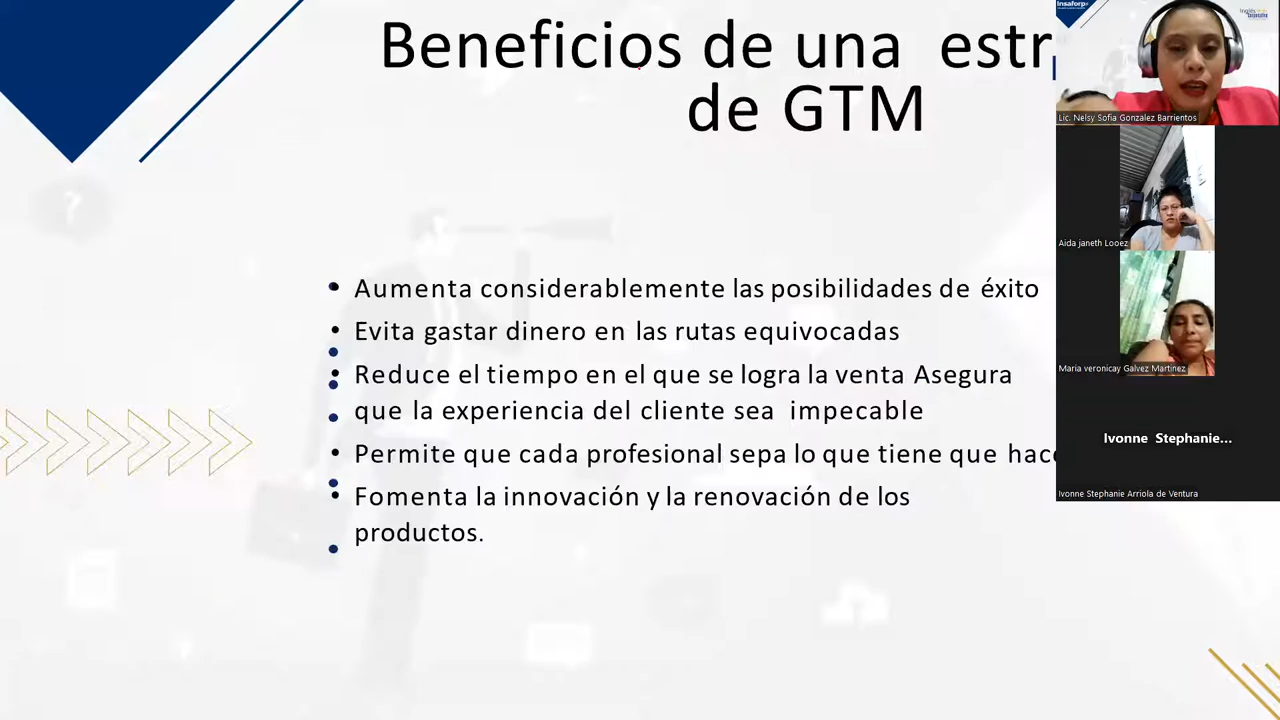 Beneficios de una estr
de GTM
• Aumenta considerablemente las posibilidades de éxito
• Evita gastar dinero en las rutas equivocadas
• Reduce el tiempo en el que se logra la venta Asegura
• que la experiencia del cliente sea impecable
• Permite que cada profesional sepa lo que tiene que hac
• Fomenta la innovación y la renovación de los
productos.
?
Insaforp
Inglés
Lic. Nelsy Sofia Gonzalez Barrientos
Aida janeth Looez
Maria veronicay Galvez Martinez
Ivonne Stephanie...
Ivonne Stephanie Arriola de Ventura